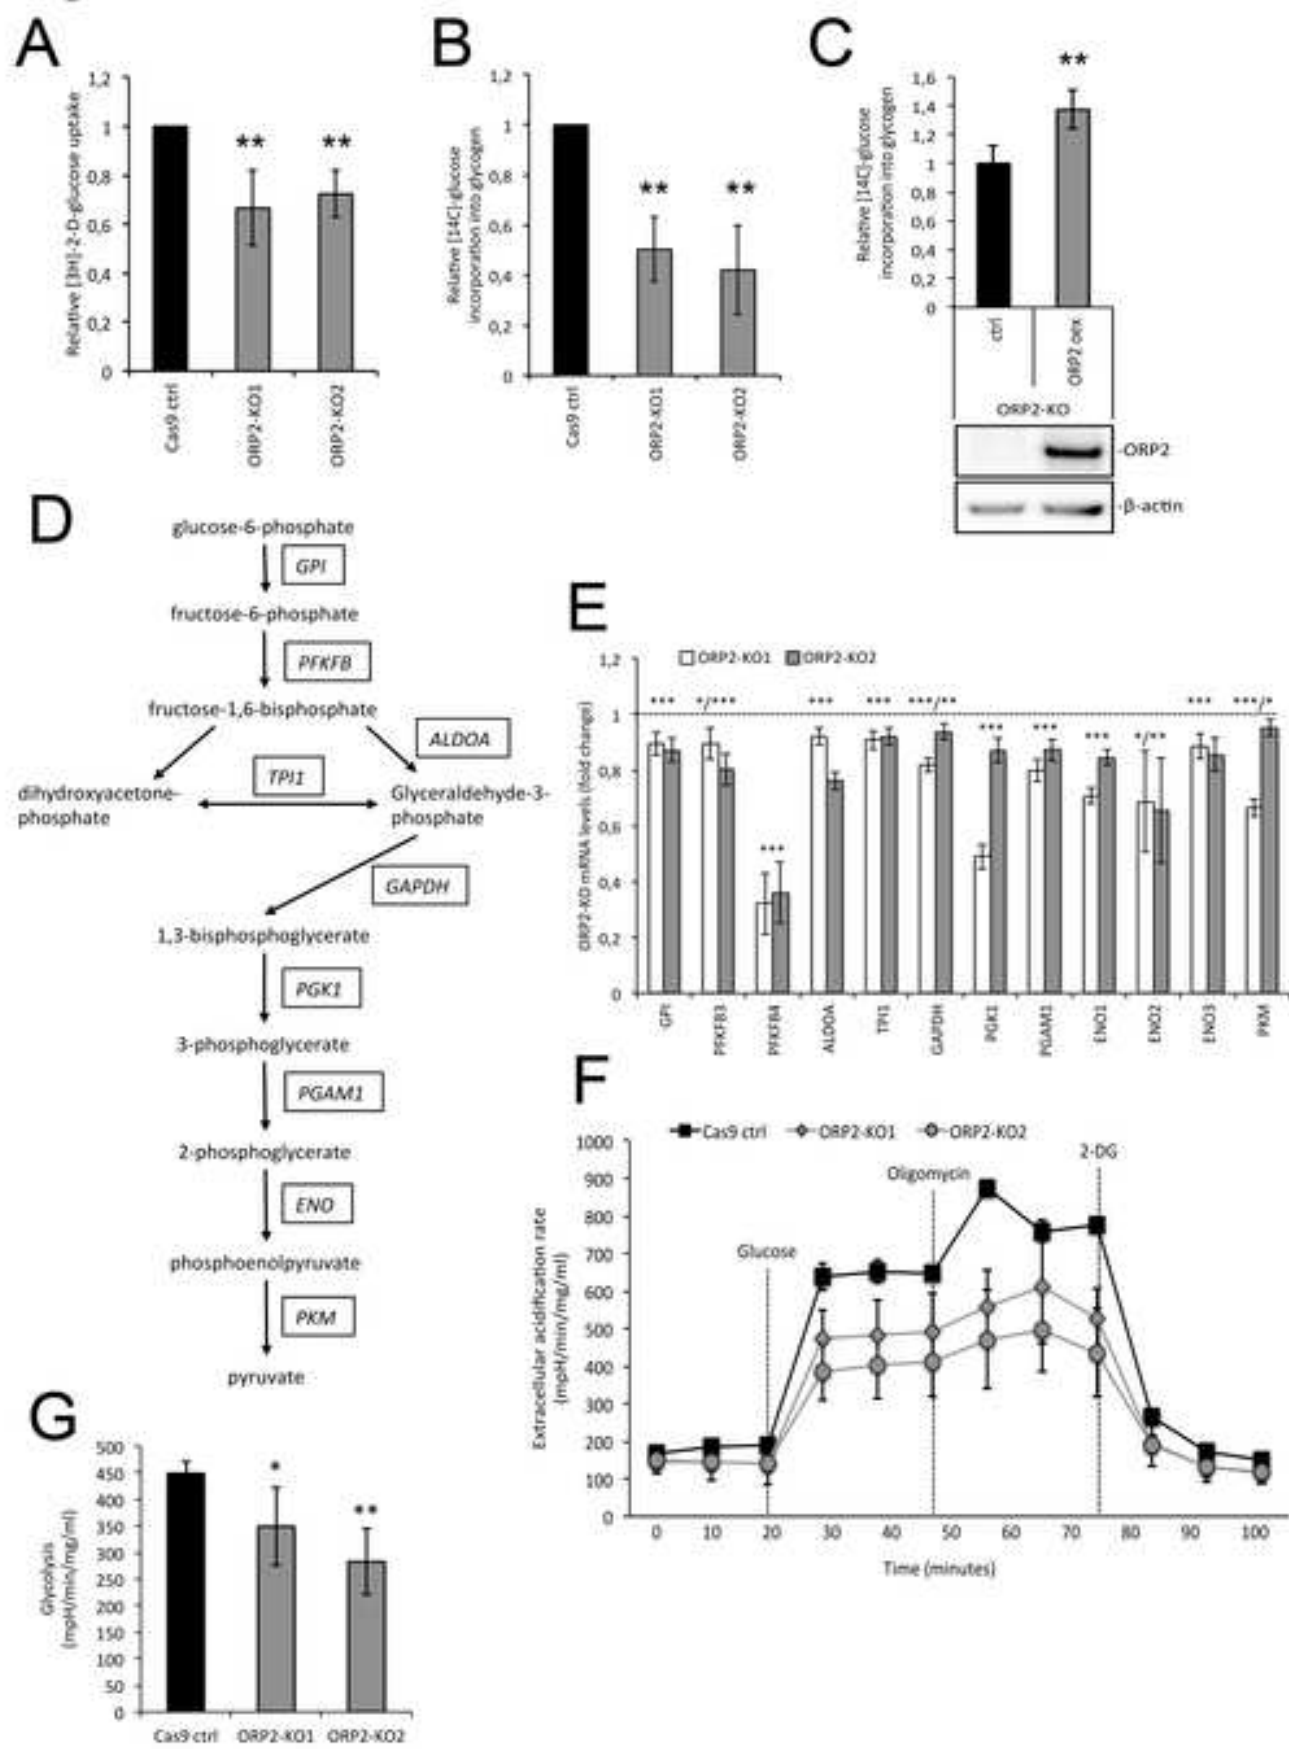 A
Relative [3H]-2-D-glucose uptake
1,2
1
0,8
0,6
0,4
0,2
0
**
**
Cas9 ctrl
ORP2-KO1
ORP2-KO2
B
Relative [14C]-glucose
incorporation into glycogen
1,2
1
0,8
0,6
0,4
0,2
0
**
**
Cas9 ctrl
ORP2-KO1
ORP2-KO2
C
Relative [14C]-glucose
incorporation into glycogen
1,6
1,4
1,2
1
0,8
0,6
0,4
0,2
0
**
ctrl
ORP2 oex
ORP2-KO
-ORP2
-β-actin
D
glucose-6-phosphate
GPI
fructose-6-phosphate
PFKFB
fructose-1,6-bisphosphate
ALDOA
TPI1
dihydroxyacetone-
phosphate
Glyceraldehyde-3-
phosphate
GAPDH
1,3-bisphosphoglycerate
PGK1
3-phosphoglycerate
PGAM1
2-phosphoglycerate
ENO
phosphoenolpyruvate
PKM
pyruvate
E
ORP2-KO1 ORP2-KO2
ORP2-KO mRNA levels (fold change)
1,2
1
0,8
0,6
0,4
0,2
0
*** */*** *** *** ***/** *** ***/*
*** *** *** */**
***
GPI
PFKFB3
PFKFB4
ALDOA
TPI1
GAPDH
PGK1
PGAM1
ENO1
ENO2
ENO3
PKM
F
Cas9 ctrl ORP2-KO1 ORP2-KO2
Extracellular acidification rate
(mpH/min/mg/ml)
1000
900
800
700
600
500
400
300
200
100
0
Glucose
Oligomycin
2-DG
0 10 20 30 40 50 60 70 80 90 100
Time (minutes)
G
Glycolysis
(mpH/min/mg/ml)
500
450
400
350
300
250
200
150
100
50
0
*
**
Cas9 ctrl ORP2-KO1 ORP2-KO2